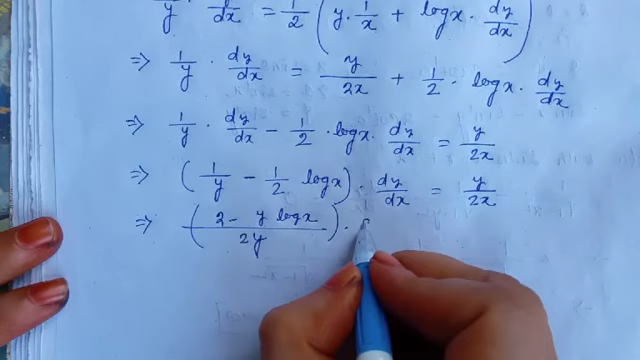 1/y · dy/dx = 1/2 (y · 1/x + log x · dy/dx)
⇒ 1/y · dy/dx = y/2x + 1/2 · log x · dy/dx
⇒ 1/y · dy/dx - 1/2 · log x · dy/dx = y/2x
⇒ (1/y - 1/2 log x) · dy/dx = y/2x
⇒ (2 - y log x / 2y) ·